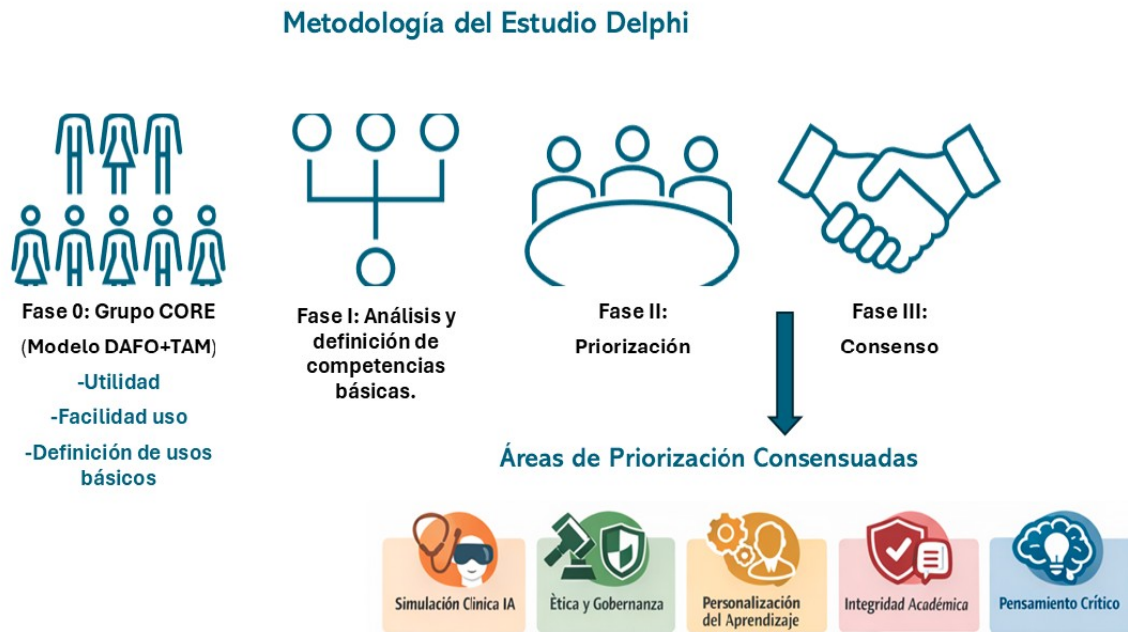 Metodología del Estudio Delphi
Fase 0: Grupo CORE
(Modelo DAFO+TAM)
-Utilidad
-Facilidad uso
-Definición de usos
básicos
Fase I: Análisis y
definición de
competencias
básicas.
Fase II:
Priorización
Fase III:
Consenso
Áreas de Priorización Consensuadas
Simulación Clinica IA
Ètica y Gobernanza
Personalización
del Aprendizaje
Integridad Académica
Pensamiento Crítico